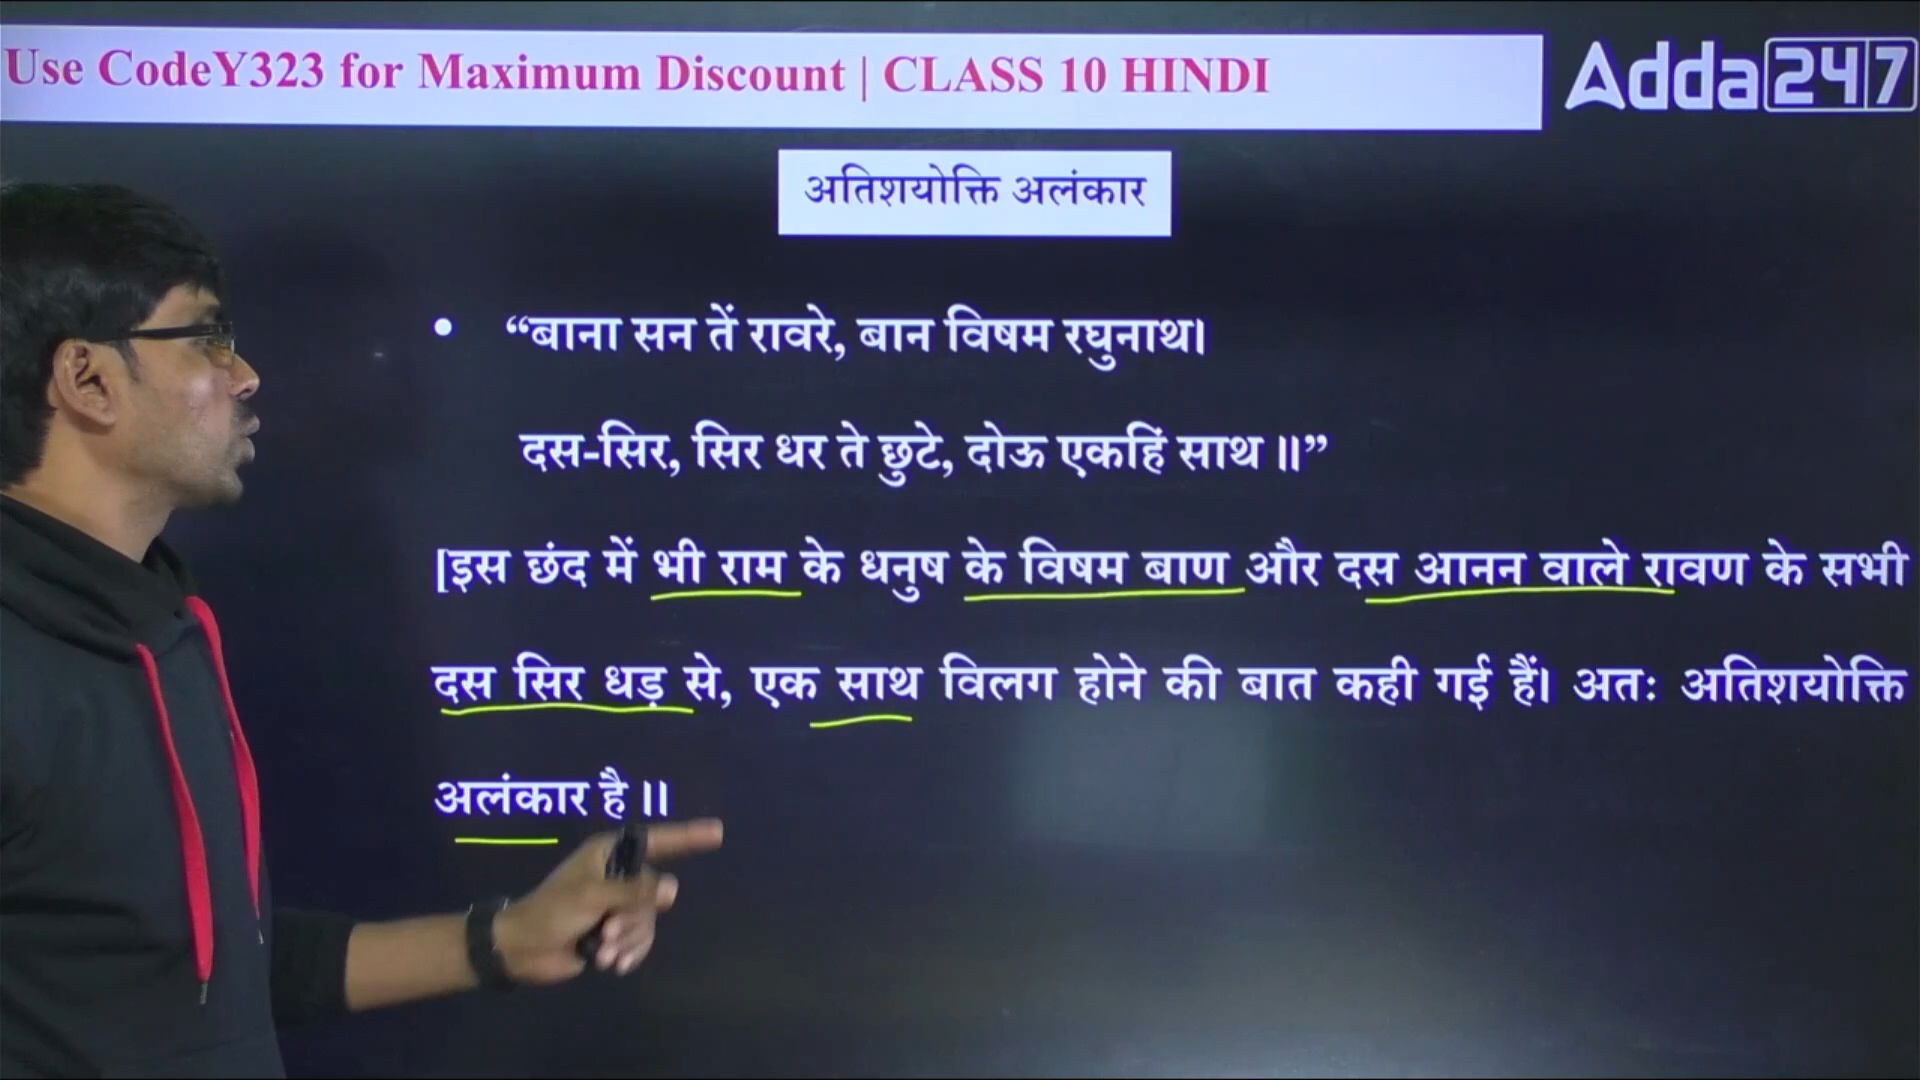 Use CodeY323 for Maximum Discount | CLASS 10 HINDI
Adda247
अतिशयोक्ति अलंकार
• “बाना सन तें रावरे, बान विषम रघुनाथ।
दस-सिर, सिर धर ते छुटे, दोऊ एकहिं साथ ॥”
[इस छंद में भी राम के धनुष के विषम बाण और दस आनन वाले रावण के सभी
दस सिर धड़ से, एक साथ विलग होने की बात कही गई हैं। अतः अतिशयोक्ति
अलंकार है ।।